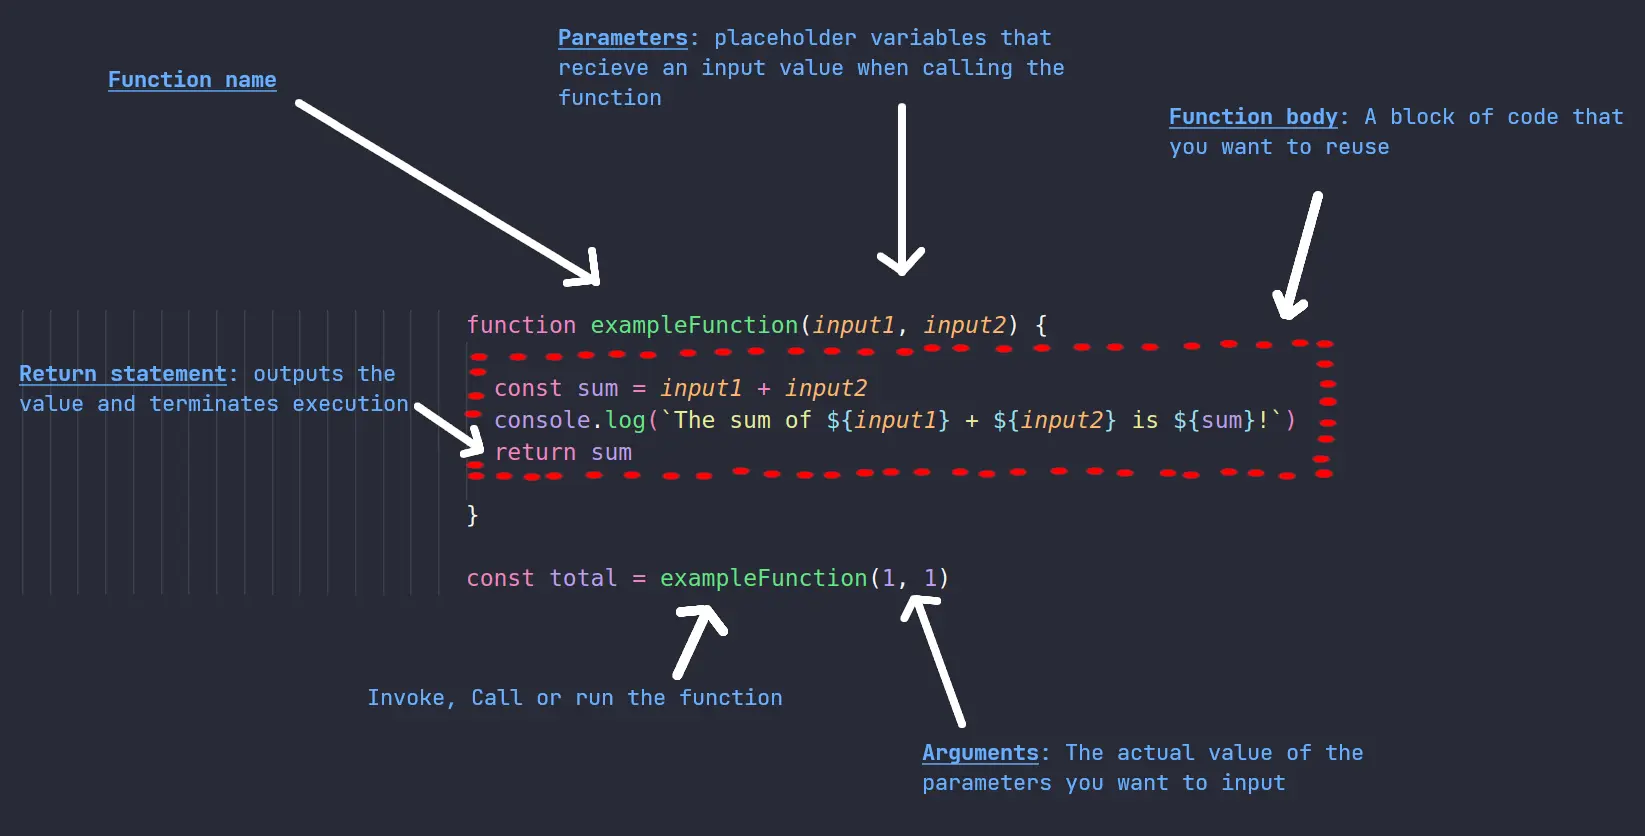 Function name
Parameters: placeholder variables that
recieve an input value when calling the
function
Function body: A block of code that
you want to reuse
function exampleFunction(input1, input2) {
Return statement: outputs the
value and terminates execution
const sum = input1 + input2
console.log(`The sum of ${input1} + ${input2} is ${sum}!`)
return sum
}
const total = exampleFunction(1, 1)
Invoke, Call or run the function
Arguments: The actual value of the
parameters you want to input